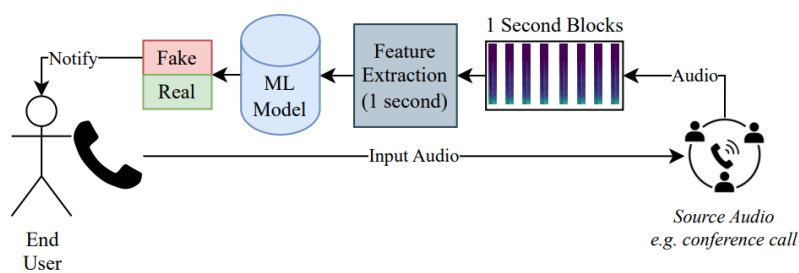 1 Second Blocks
Notify
Fake
Real
ML
Model
Feature
Extraction
(1 second)
Audio
Input Audio
End
User
Source Audio
e.g. conference call